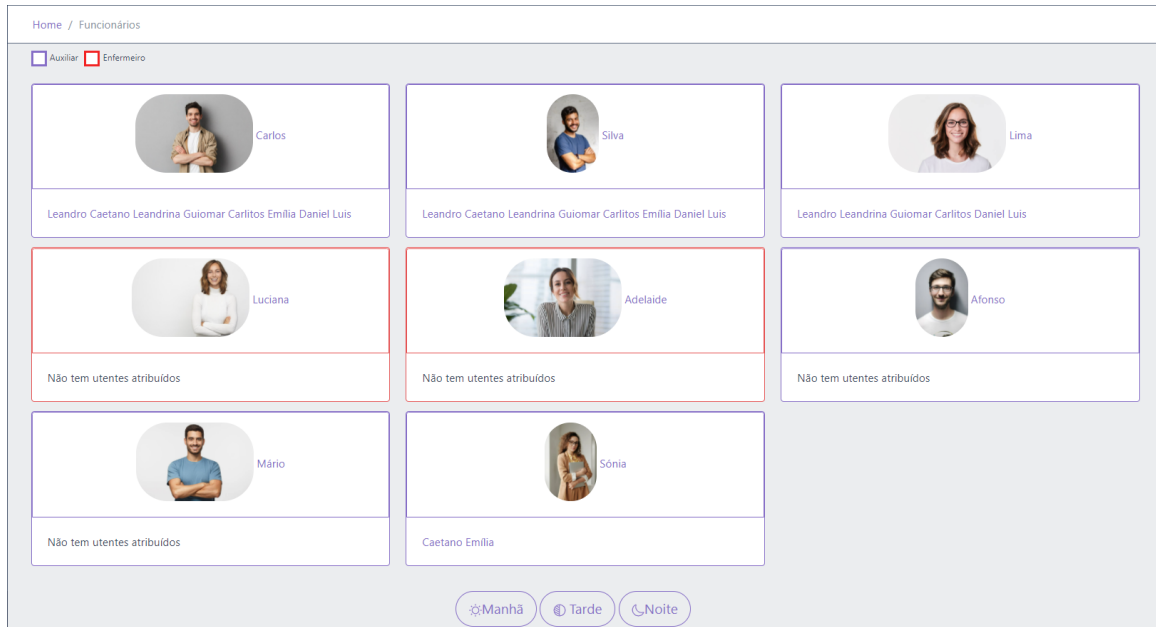 Home / Funcionários
Auxiliar Enfermeiro
Carlos
Leandro Caetano Leandrina Guiomar Carlitos Emília Daniel Luis
Silva
Leandro Caetano Leandrina Guiomar Carlitos Emília Daniel Luis
Lima
Leandro Leandrina Guiomar Carlitos Daniel Luis
Luciana
Não tem utentes atribuídos
Adelaide
Não tem utentes atribuídos
Afonso
Não tem utentes atribuídos
Mário
Não tem utentes atribuídos
Sónia
Caetano Emília
Manhã Tarde Noite